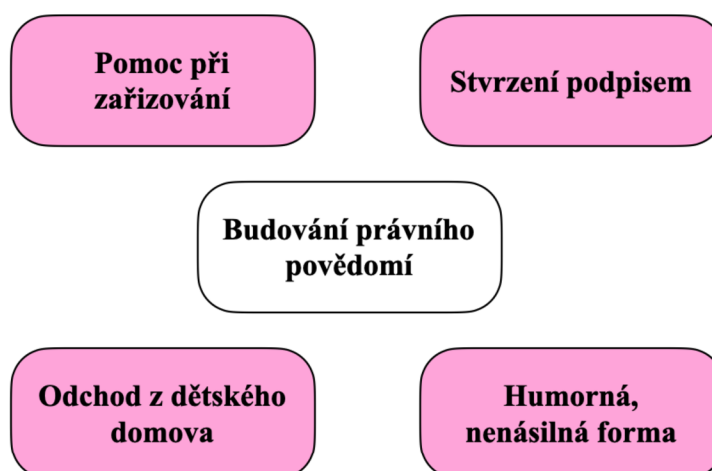 Pomoc při
zařizování
Stvrzení podpisem
Budování právního
povědomí
Odchod z dětského
domova
Humorná,
nenásilná forma